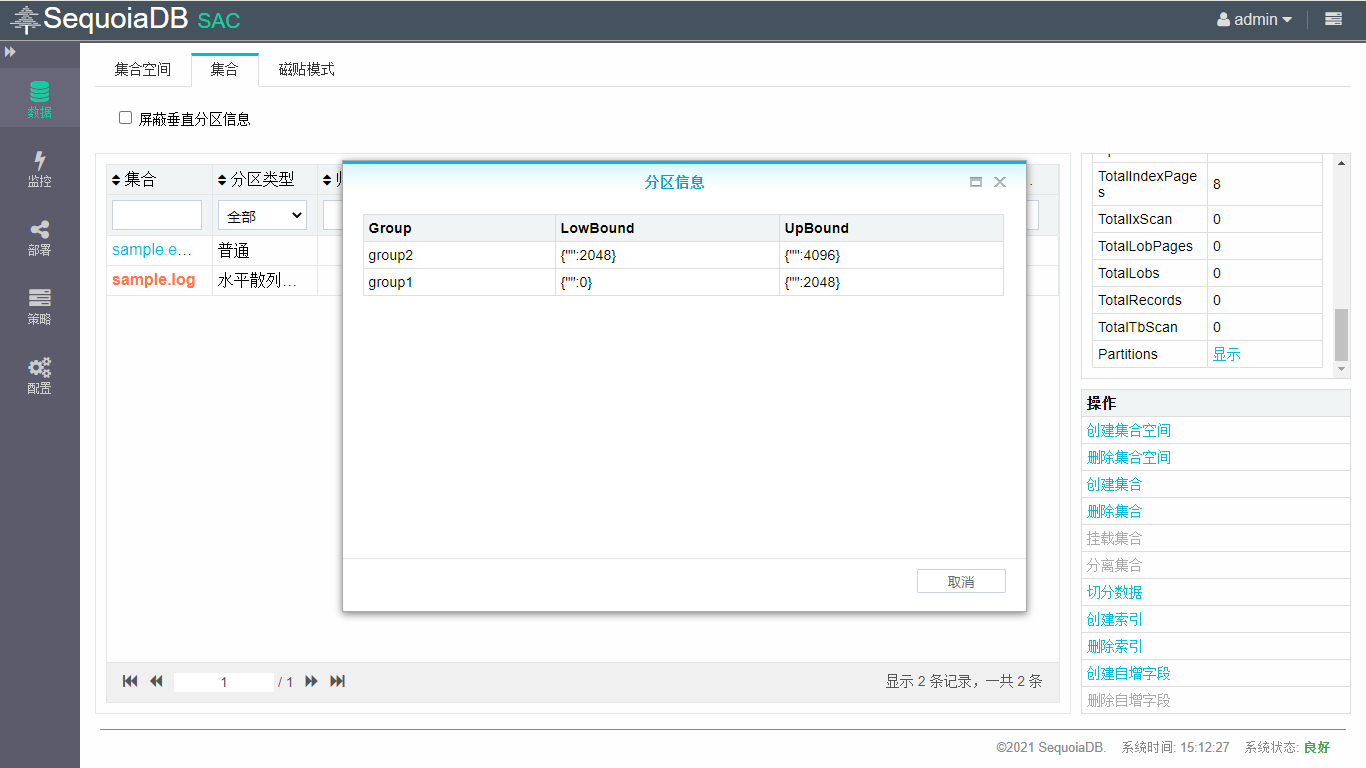 SequoiaDB SAC
admin
集合空间 集合 磁贴模式
屏蔽垂直分区信息
数据
监控
部署
策略
配置
集合 分区类型
全部
sample.e... 普通
sample.log 水平散列...
分区信息
Group LowBound UpBound
group2 {"":2048} {"":4096}
group1 {"":0} {"":2048}
取消
1 / 1
显示 2 条记录，一共 2 条
TotalIndexPage
s 8
TotalIxScan 0
TotalLobPages 0
TotalLobs 0
TotalRecords 0
TotalTbScan 0
Partitions 显示
操作
创建集合空间
删除集合空间
创建集合
删除集合
挂载集合
分离集合
切分数据
创建索引
删除索引
创建自增字段
删除自增字段
©2021 SequoiaDB. 系统时间: 15:12:27 系统状态: 良好